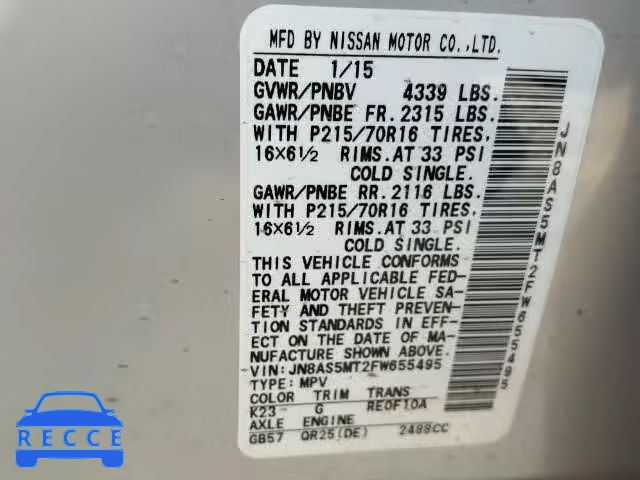 MFD BY NISSAN MOTOR CO.,LTD.
DATE 1/15
GVWR/PNBV 4339 LBS.
GAWR/PNBE FR. 2315 LBS.
WITH P215/70R16 TIRES,
16×6½ RIMS. AT 33 PSI
COLD SINGLE.
GAWR/PNBE RR. 2116 LBS.
WITH P215/70R16 TIRES,
16×6½ RIMS. AT 33 PSI
COLD SINGLE.
THIS VEHICLE CONFORMS
TO ALL APPLICABLE FED-
ERAL MOTOR VEHICLE SA-
FETY AND THEFT PREVEN-
TION STANDARDS IN EFF-
ECT ON THE DATE OF MA-
NUFACTURE SHOWN ABOVE.
VIN: JN8AS5MT2FW655495
TYPE: MPV
COLOR TRIM TRANS
K23 G RE0F10A
AXLE ENGINE
GB57 QR25(DE) 2488CC
JN8AS5MT2FW655495
RECCE